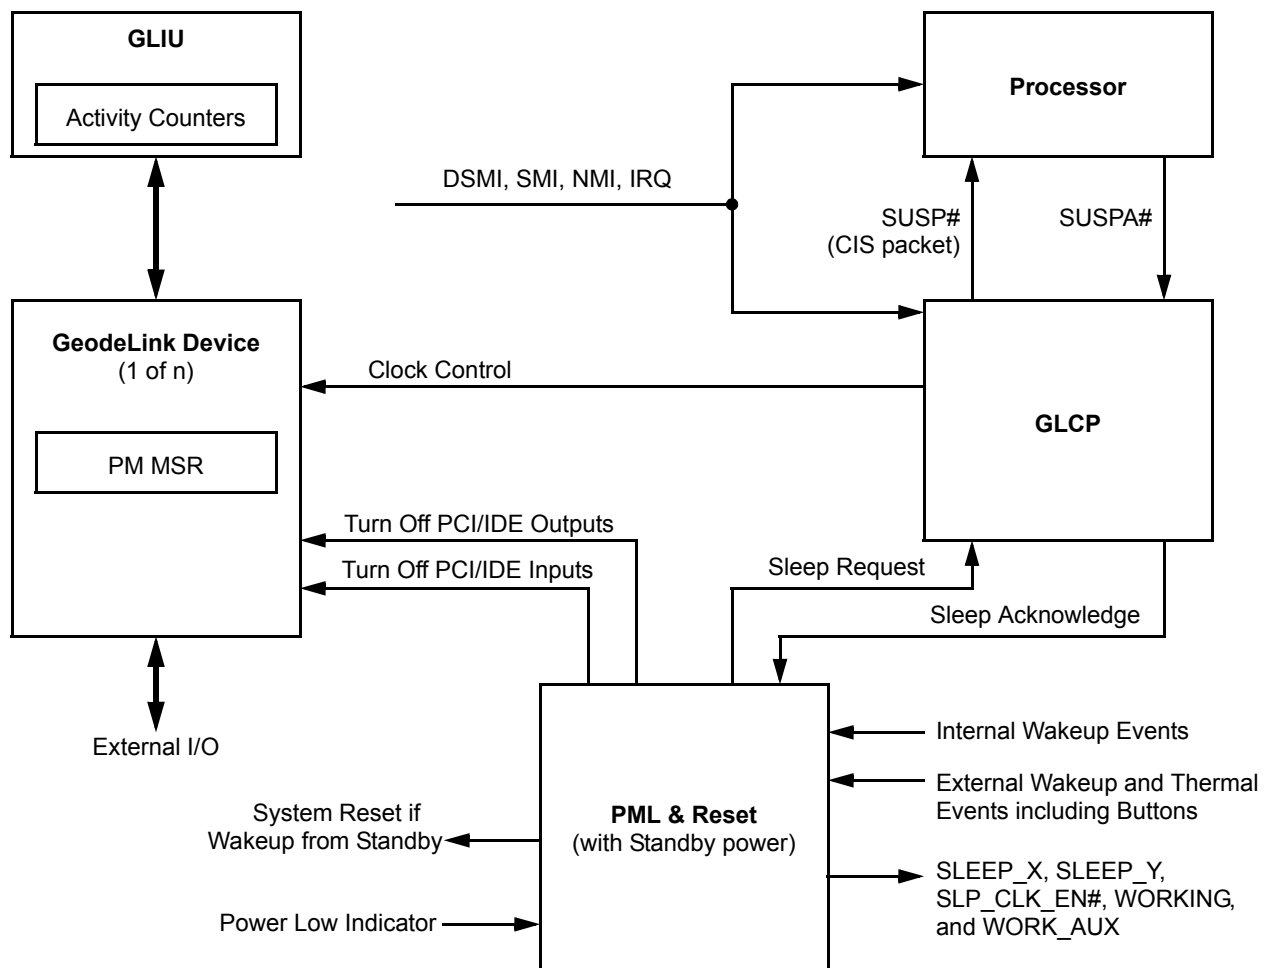 GLIU
Activity Counters
Processor
DSMI, SMI, NMI, IRQ
SUSP#
(CIS packet)
SUSPA#
GeodeLink Device
(1 of n)
Clock Control
PM MSR
GLCP
Turn Off PCI/IDE Outputs
Turn Off PCI/IDE Inputs
Sleep Request
Sleep Acknowledge
External I/O
Internal Wakeup Events
External Wakeup and Thermal
Events including Buttons
System Reset if
Wakeup from Standby
PML & Reset
(with Standby power)
SLEEP_X, SLEEP_Y,
SLP_CLK_EN#, WORKING,
and WORK_AUX
Power Low Indicator